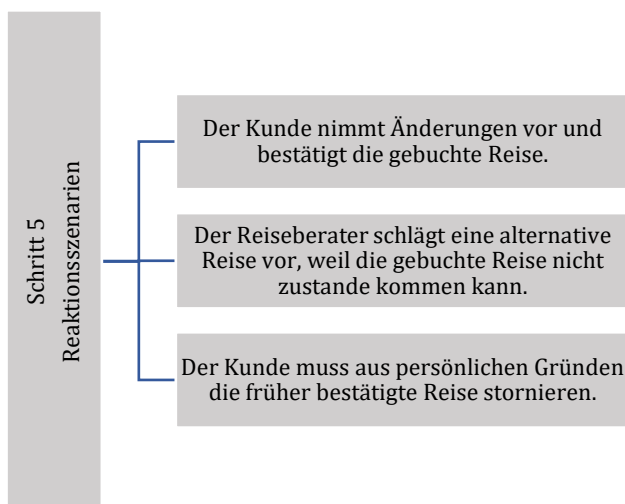 Schritt 5
Reaktionsszenarien
Der Kunde nimmt Änderungen vor und
bestätigt die gebuchte Reise.
Der Reiseberater schlägt eine alternative
Reise vor, weil die gebuchte Reise nicht
zustande kommen kann.
Der Kunde muss aus persönlichen Gründen
die früher bestätigte Reise stornieren.